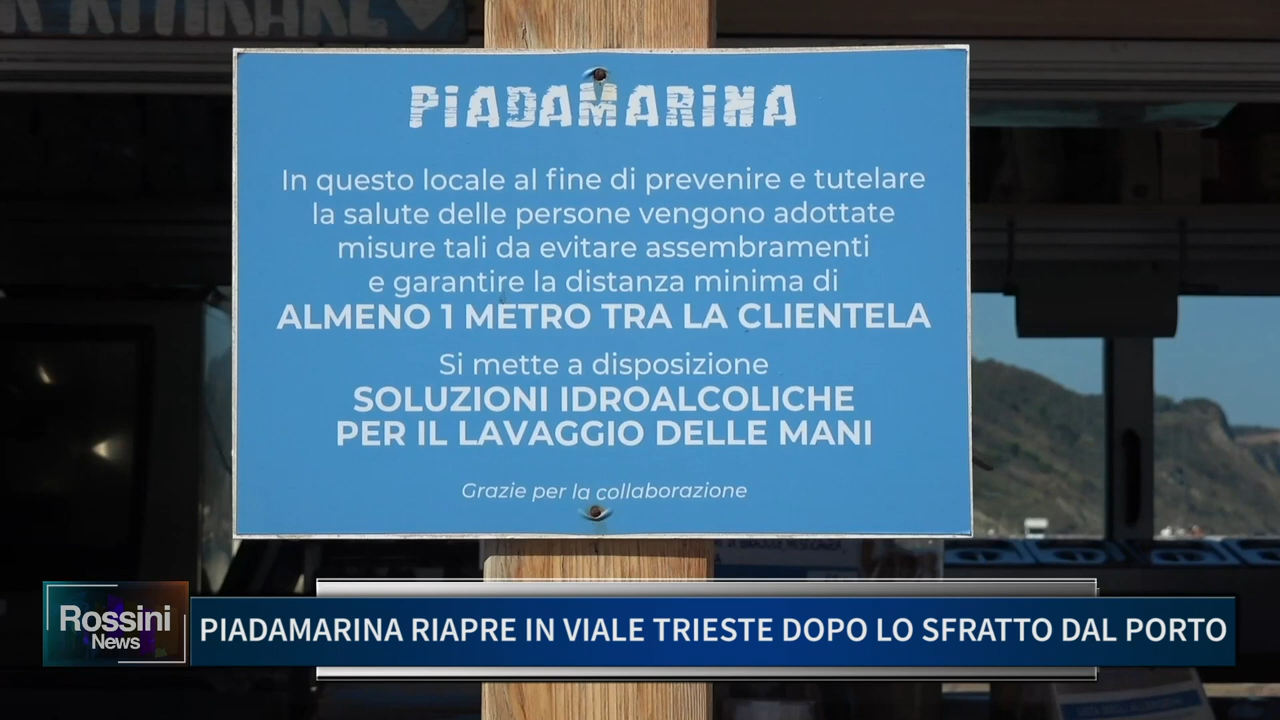 PIADAMARINA
In questo locale al fine di prevenire e tutelare
la salute delle persone vengono adottate
misure tali da evitare assembramenti
e garantire la distanza minima di
ALMENO 1 METRO TRA LA CLIENTELA
Si mette a disposizione
SOLUZIONI IDROALCOLICHE
PER IL LAVAGGIO DELLE MANI
Grazie per la collaborazione
Rossini
News
PIADAMARINA RIAPRE IN VIALE TRIESTE DOPO LO SFRATTO DAL PORTO